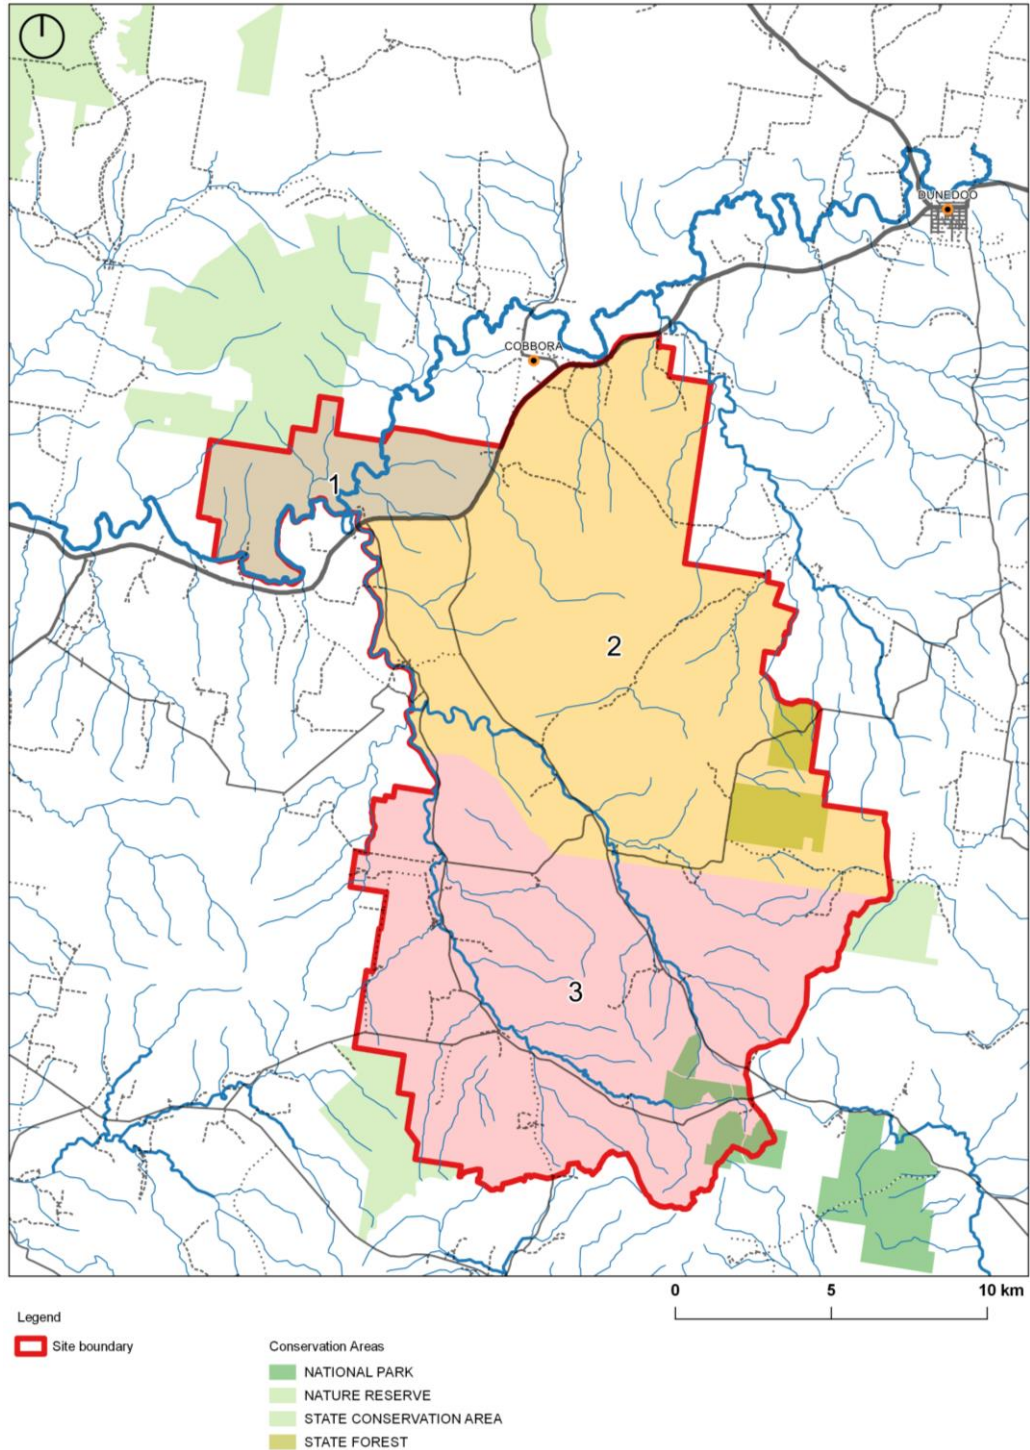 DUNEDOO
COBBORA
1
2
3
0 5 10 km
Legend
Site boundary
Conservation Areas
NATIONAL PARK
NATURE RESERVE
STATE CONSERVATION AREA
STATE FOREST